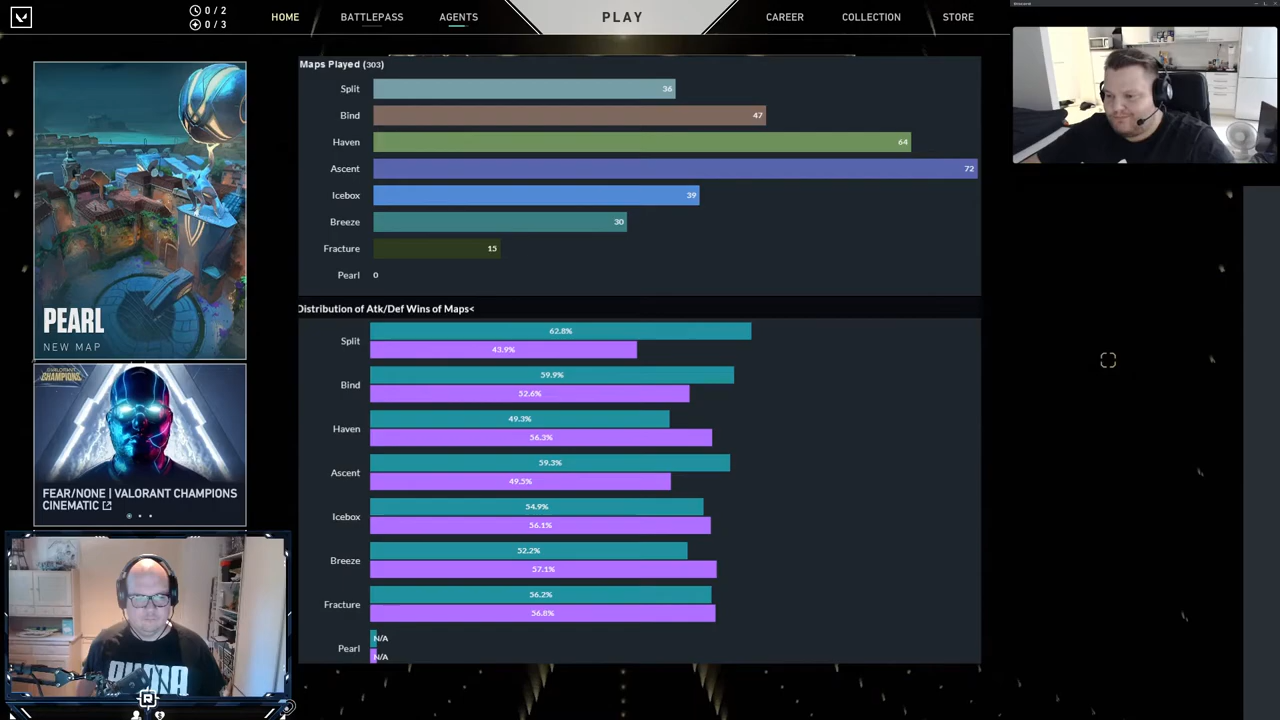 0 / 2
0 / 3
HOME
BATTLEPASS
AGENTS
PLAY
CAREER
COLLECTION
STORE
Maps Played (303)
Split 36
Bind 47
Haven 64
Ascent 72
Icebox 39
Breeze 30
Fracture 15
Pearl 0
PEARL
NEW MAP
Distribution of Atk/Def Wins of Maps<
Split
62.8%
43.9%
Bind
59.9%
52.6%
Haven
49.3%
56.3%
Ascent
59.3%
49.5%
Icebox
54.9%
56.1%
Breeze
52.2%
57.1%
Fracture
56.2%
56.8%
Pearl
N/A
N/A
VALORANT
CHAMPIONS
FEAR/NONE | VALORANT CHAMPIONS
CINEMATIC
PUMA
R